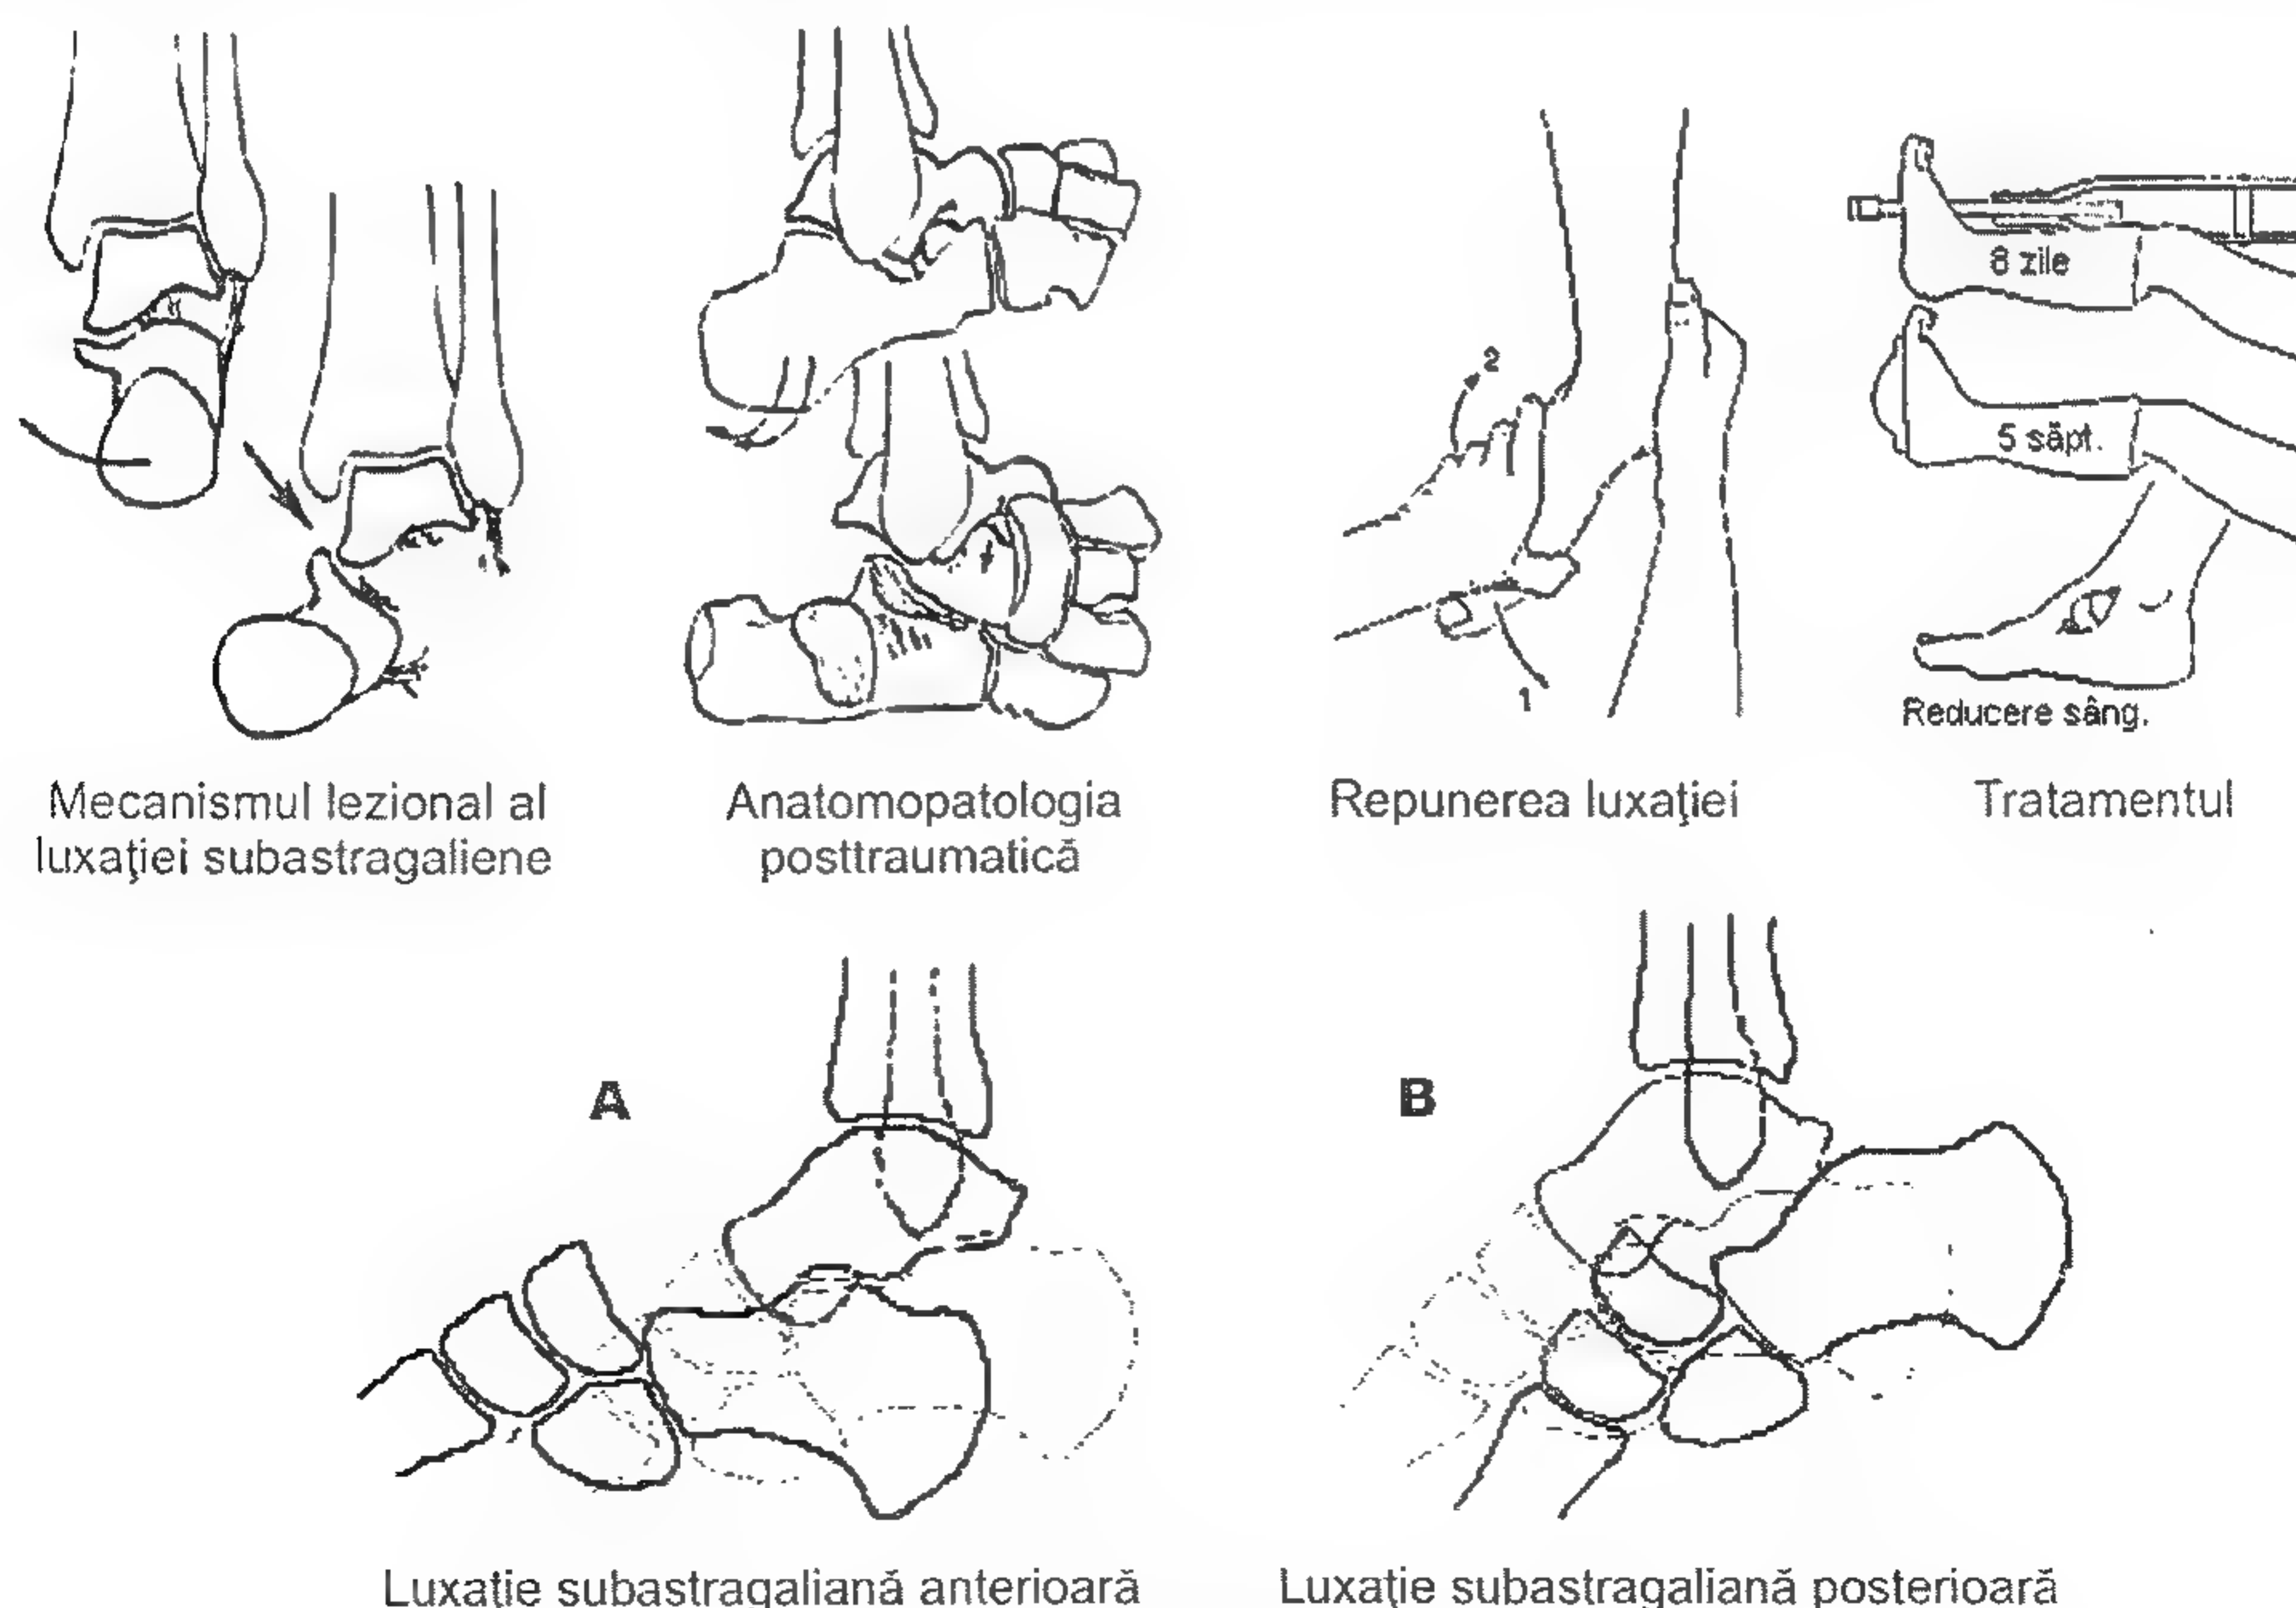 2
8 zile
5 săpt.
1
Reducere sâng.
Mecanismul lezional al
luxaţiei subastragaliene
Anatomopatologia
posttraumatică
Repunerea luxaţiei
Tratamentul
A
B
Luxaţie subastragaliană anterioară
Luxaţie subastragaliană posterioară